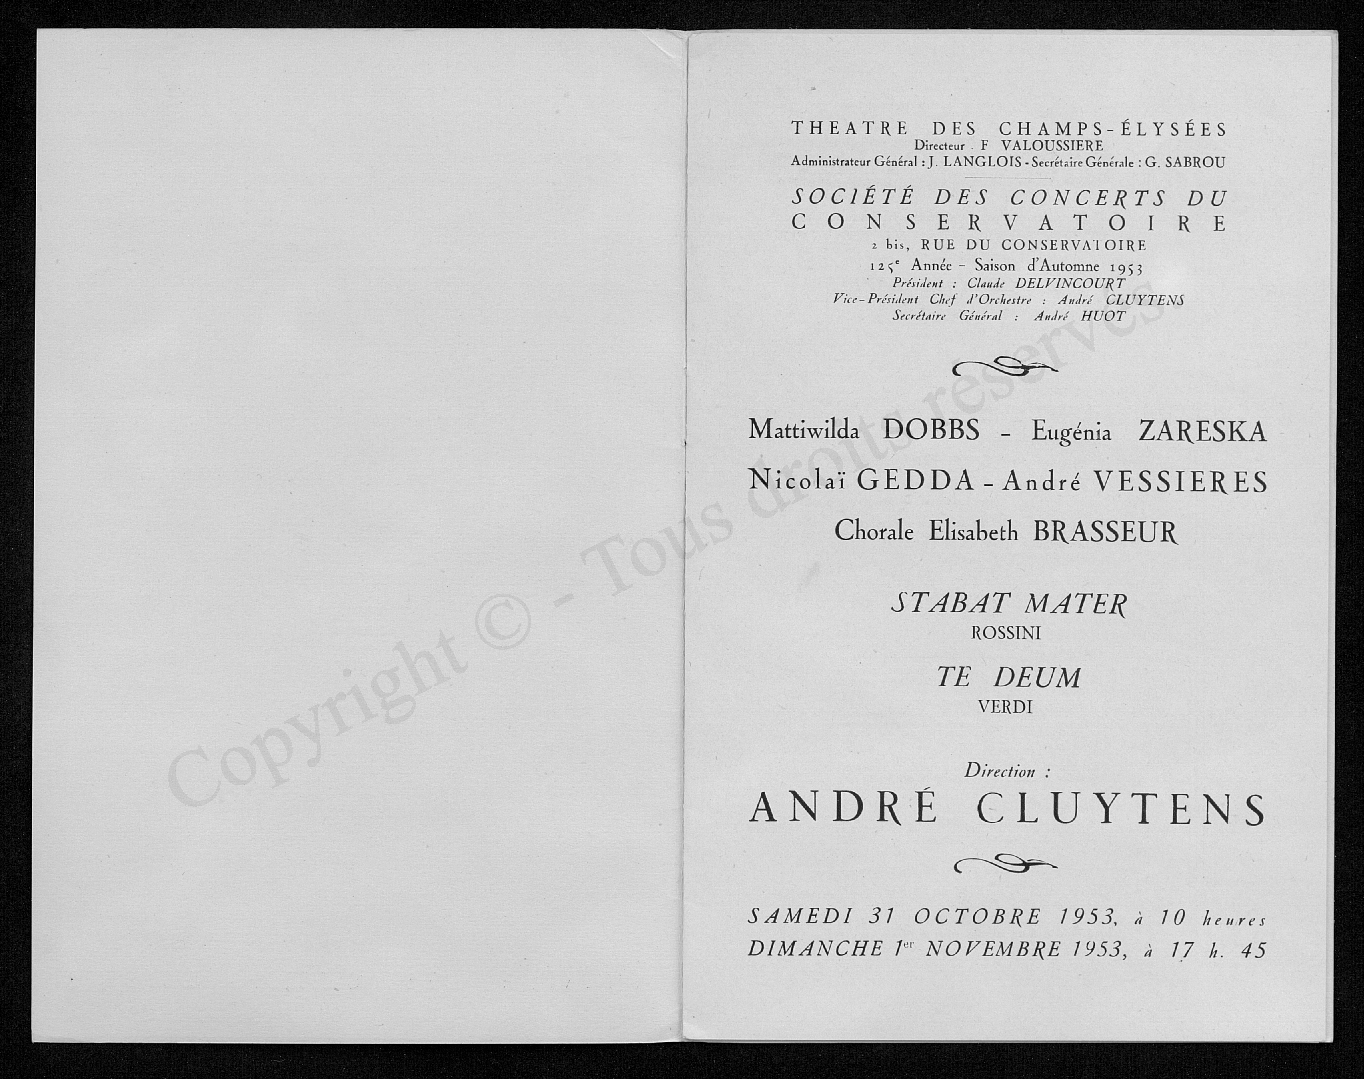 THEATRE DES CHAMPS-ÉLYSÉES
Directeur . F VALOUSSIERE
Administrateur Général : J. LANGLOIS - Secrétaire Générale : G. SABROU
SOCIÉTÉ DES CONCERTS DU
CONSERVATOIRE
2 bis, RUE DU CONSERVATOIRE
125e Année - Saison d'Automne 1953
Président : Claude DELVINCOURT
Vice-Président Chef d'Orchestre : André CLUYTENS
Secrétaire Général : André HUOT
Mattiwilda DOBBS - Eugénia ZARESKA
Nicolaï GEDDA - André VESSIERES
Chorale Elisabeth BRASSEUR
STABAT MATER
ROSSINI
TE DEUM
VERDI
Direction :
ANDRÉ CLUYTENS
SAMEDI 31 OCTOBRE 1953, à 10 heures
DIMANCHE 1er NOVEMBRE 1953, à 17 h. 45
Copyright © - Tous droits réservés